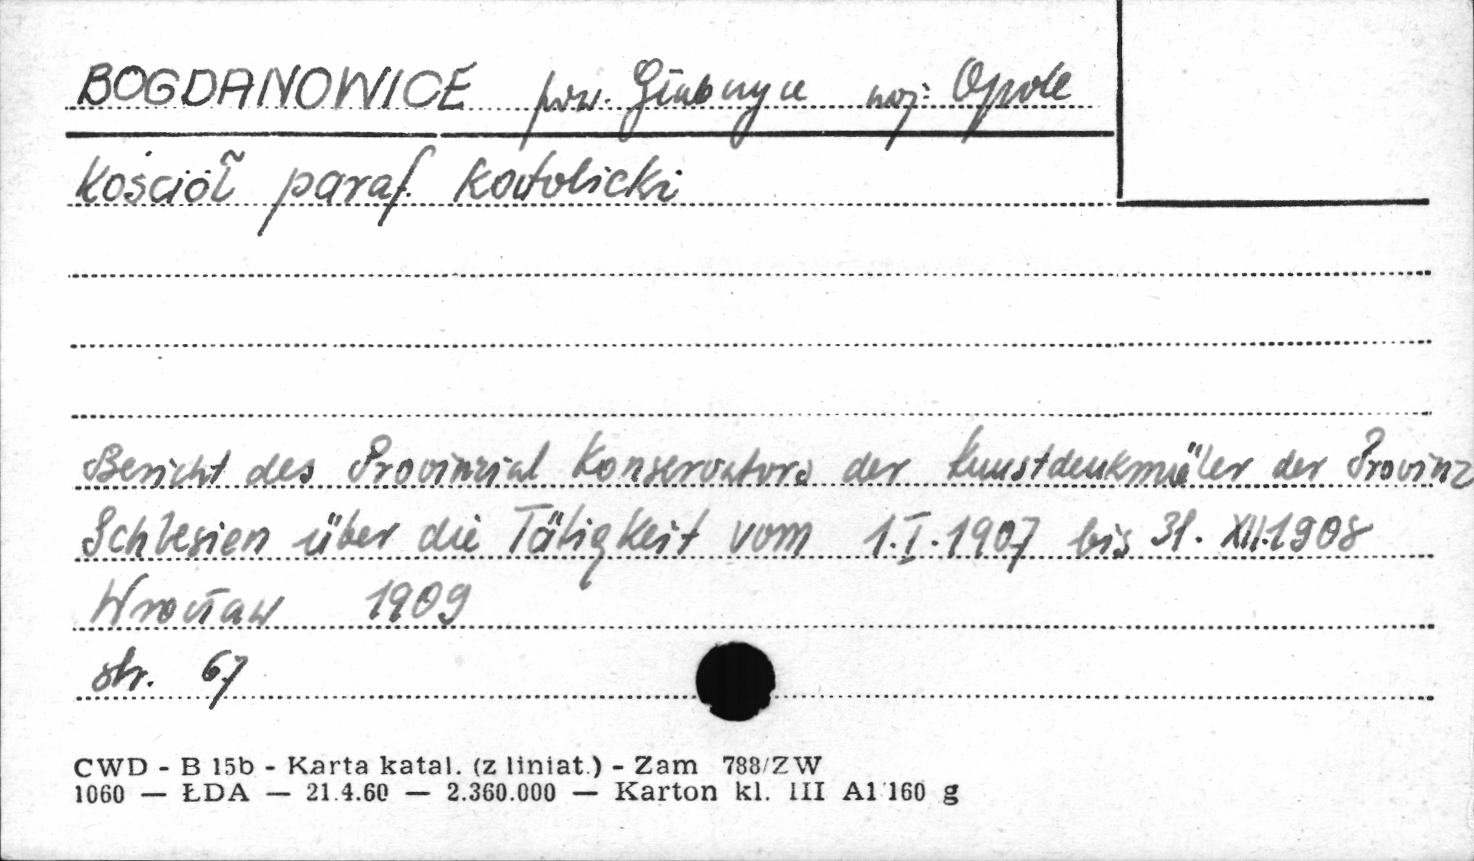 BOGDANOWICE pow. Głubczyce woj: Opole
Kościół paraf. Katolicki
Bericht des Provinzial Konservators der Kunstdenkmäler der Provinz
Schlesien über die Tätigkeit vom 1.I.1907 bis 31. XII.1908
Wrocław 1909
str. 67
CWD - B 15b - Karta katal. (z liniat.) - Zam 788/ZW
1060 — ŁDA — 21.4.60 — 2.360.000 — Karton kl. III A1 160 g